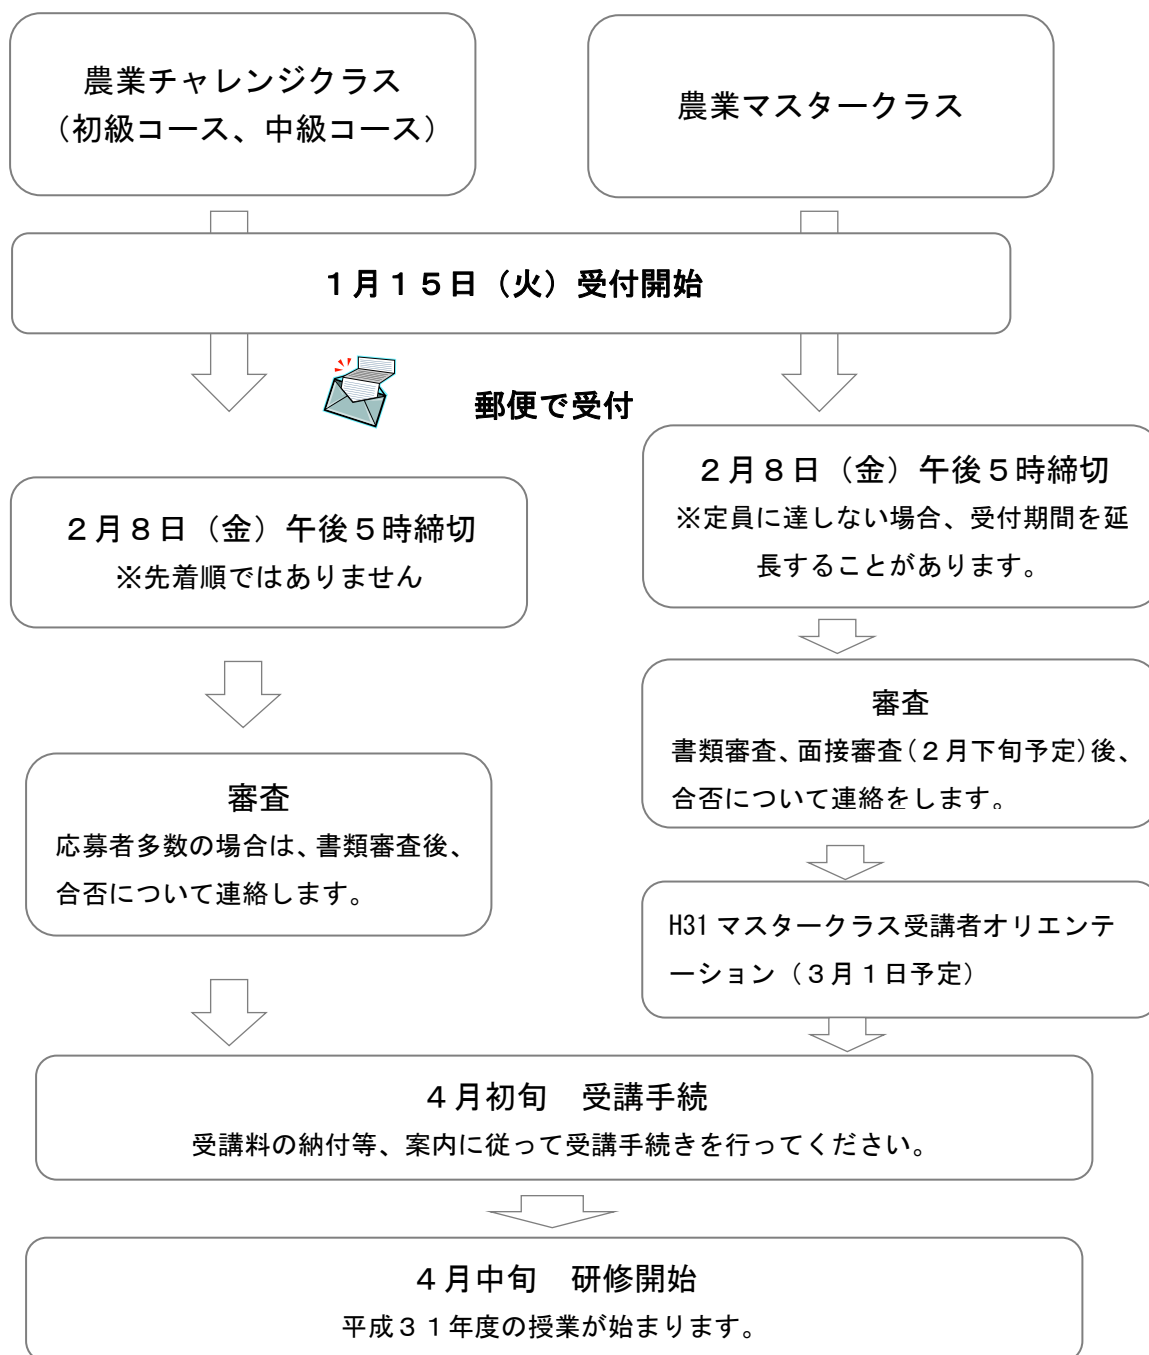 農業チャレンジクラス
（初級コース、中級コース）
農業マスタークラス
１月１５日（火）受付開始
郵便で受付
２月８日（金）午後５時締切
※先着順ではありません
２月８日（金）午後５時締切
※定員に達しない場合、受付期間を延
長することがあります。
審査
応募者多数の場合は、書類審査後、
合否について連絡します。
審査
書類審査、面接審査（２月下旬予定）後、
合否について連絡をします。
H31 マスタークラス受講者オリエンテ
ーション（３月１日予定）
４月初旬　受講手続
受講料の納付等、案内に従って受講手続きを行ってください。
４月中旬　研修開始
平成３１年度の授業が始まります。